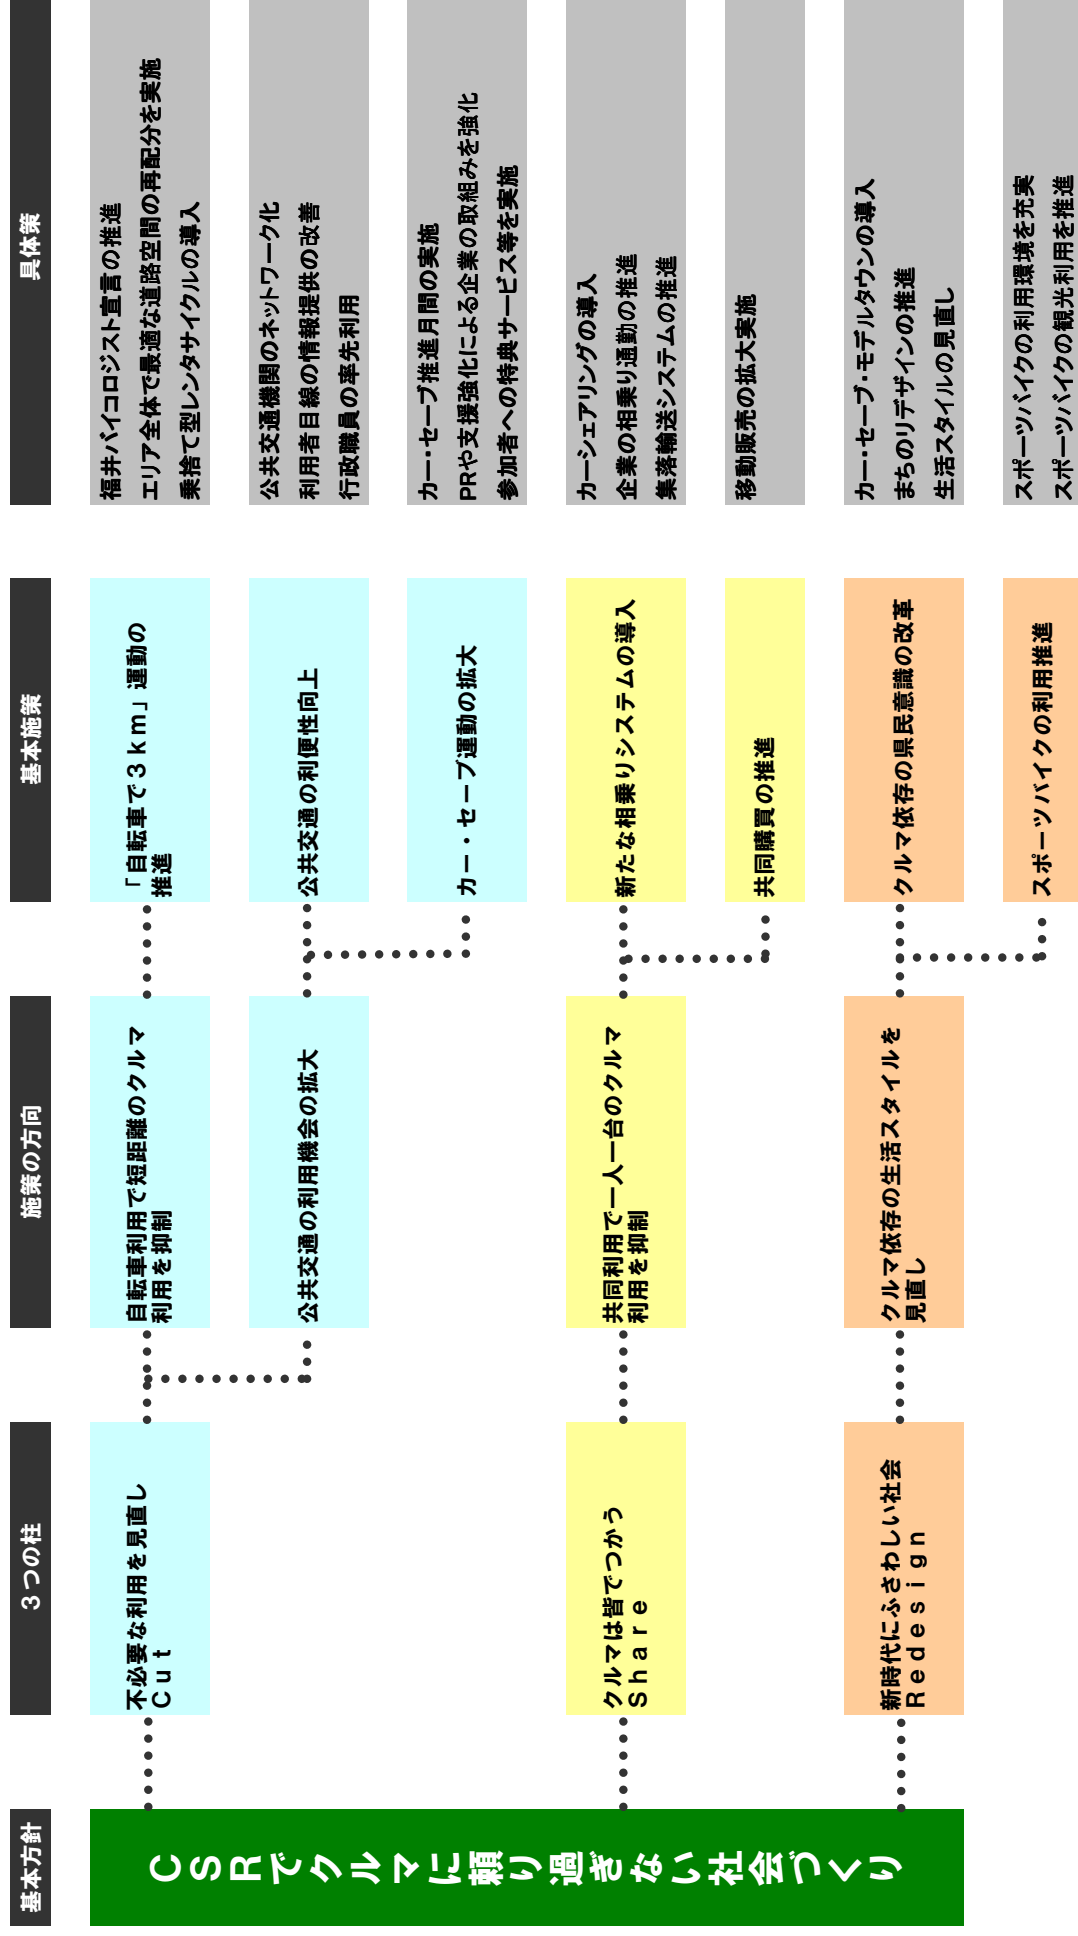 基本方針
３つの柱
施策の方向
基本施策
具体策
ＣＳＲでクルマに頼り過ぎない社会づくり
不必要な利用を見直し
Ｃｕｔ
自転車利用で短距離のクルマ
利用を抑制
「自転車で３ｋｍ」運動の
推進
福井バイコロジスト宣言の推進
エリア全体で最適な道路空間の再配分を実施
乗捨て型レンタサイクルの導入
公共交通の利用機会の拡大
公共交通の利便性向上
公共交通機関のネットワーク化
利用者目線の情報提供の改善
行政職員の率先利用
カー・セーブ運動の拡大
カー・セーブ推進月間の実施
PRや支援強化による企業の取組みを強化
参加者への特典サービス等を実施
クルマは皆でつかう
Ｓｈａｒｅ
共同利用で一人一台のクルマ
利用を抑制
新たな相乗りシステムの導入
カーシェアリングの導入
企業の相乗り通勤の推進
集落輸送システムの推進
共同購買の推進
移動販売の拡大実施
新時代にふさわしい社会
Ｒｅｄｅｓｉｇｎ
クルマ依存の生活スタイルを
見直し
クルマ依存の県民意識の改革
カー・セーブ・モデルタウンの導入
まちのリデザインの推進
生活スタイルの見直し
スポーツバイクの利用推進
スポーツバイクの利用環境を充実
スポーツバイクの観光利用を推進